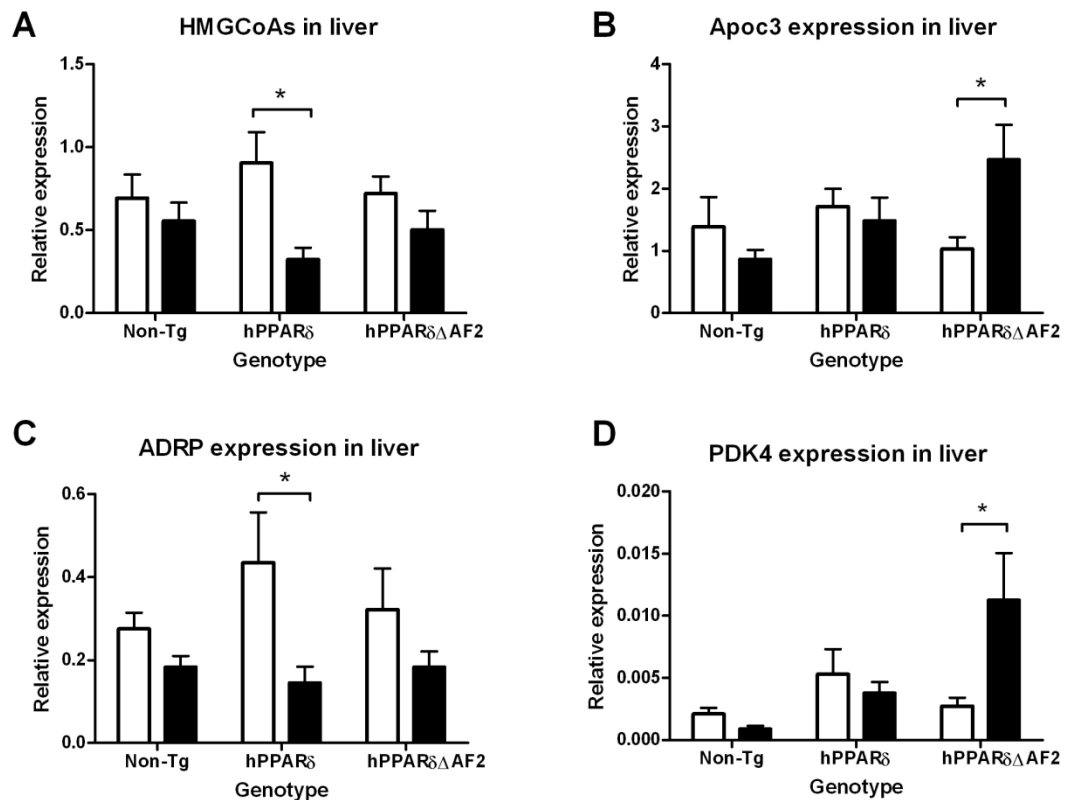 A
HMGCoAs in liver
Relative expression
1.5
1.0
0.5
0.0
*
Non-Tg
hPPARδ
hPPARδΔAF2
Genotype
B
Apoc3 expression in liver
Relative expression
4
3
2
1
0
*
Non-Tg
hPPARδ
hPPARδΔAF2
Genotype
C
ADRP expression in liver
Relative expression
0.6
0.4
0.2
0.0
*
Non-Tg
hPPARδ
hPPARδΔAF2
Genotype
D
PDK4 expression in liver
Relative expression
0.020
0.015
0.010
0.005
0.000
*
Non-Tg
hPPARδ
hPPARδΔAF2
Genotype